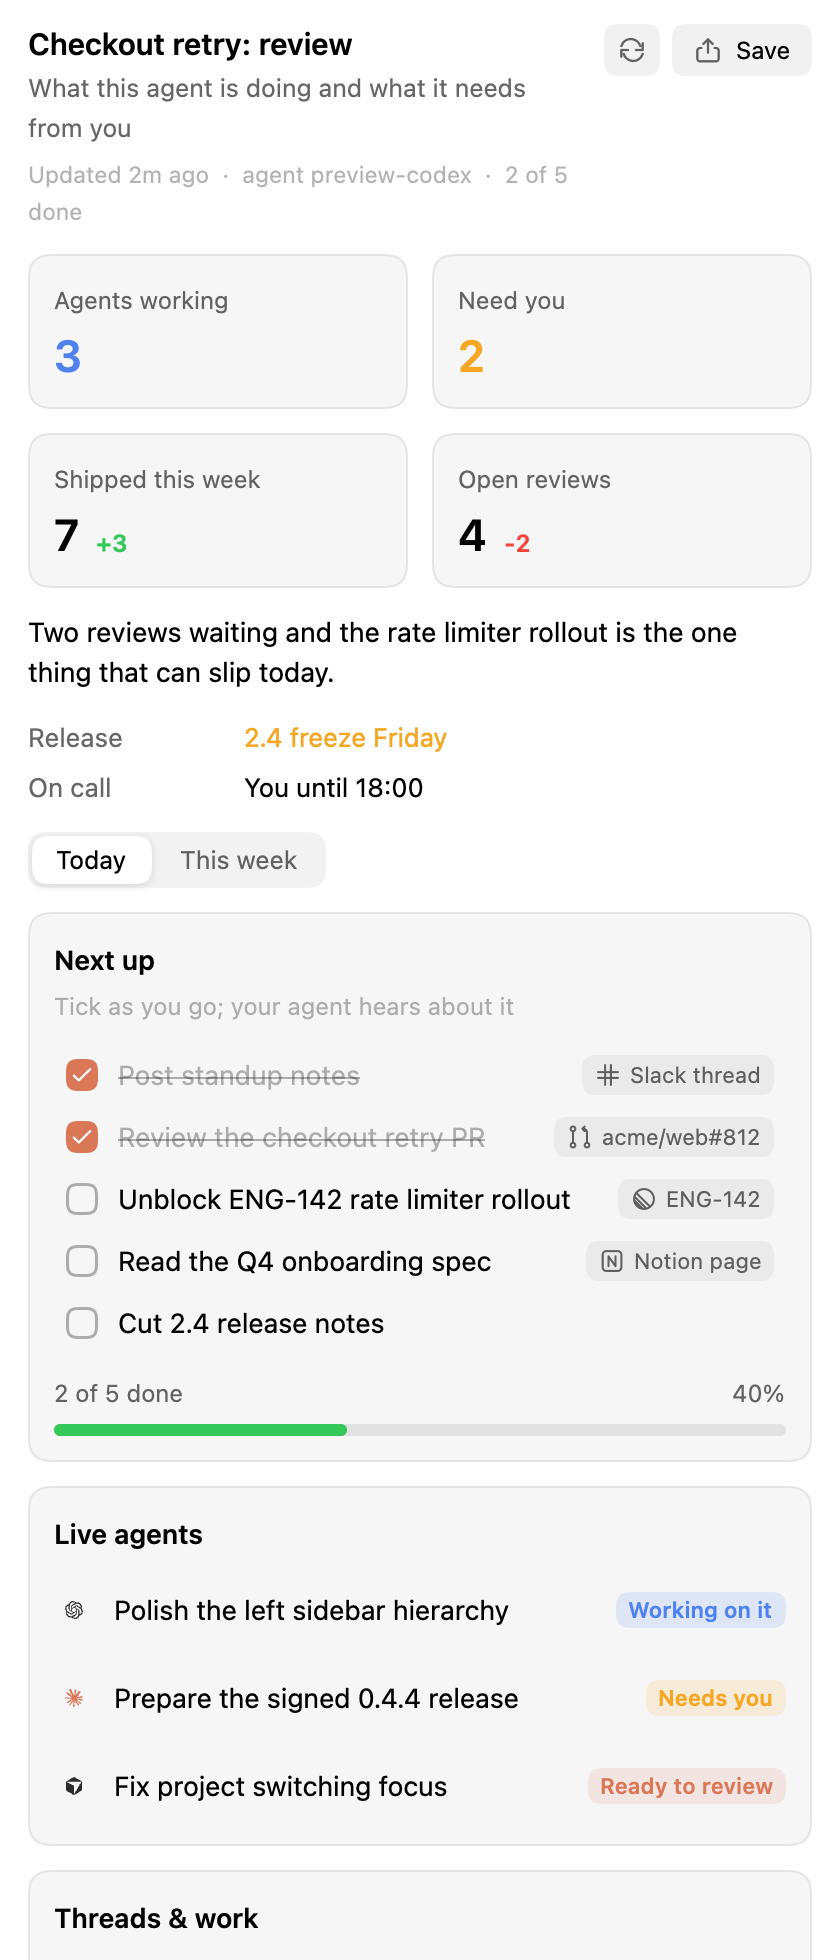 Checkout retry: review
Save
What this agent is doing and what it needs
from you
Updated 2m ago · agent preview-codex · 2 of 5
done
Agents working
3
Need you
2
Shipped this week
7 +3
Open reviews
4 -2
Two reviews waiting and the rate limiter rollout is the one
thing that can slip today.
Release 2.4 freeze Friday
On call You until 18:00
Today This week
Next up
Tick as you go; your agent hears about it
Post standup notes Slack thread
Review the checkout retry PR acme/web#812
Unblock ENG-142 rate limiter rollout ENG-142
Read the Q4 onboarding spec Notion page
Cut 2.4 release notes
2 of 5 done 40%
Live agents
Polish the left sidebar hierarchy Working on it
Prepare the signed 0.4.4 release Needs you
Fix project switching focus Ready to review
Threads & work